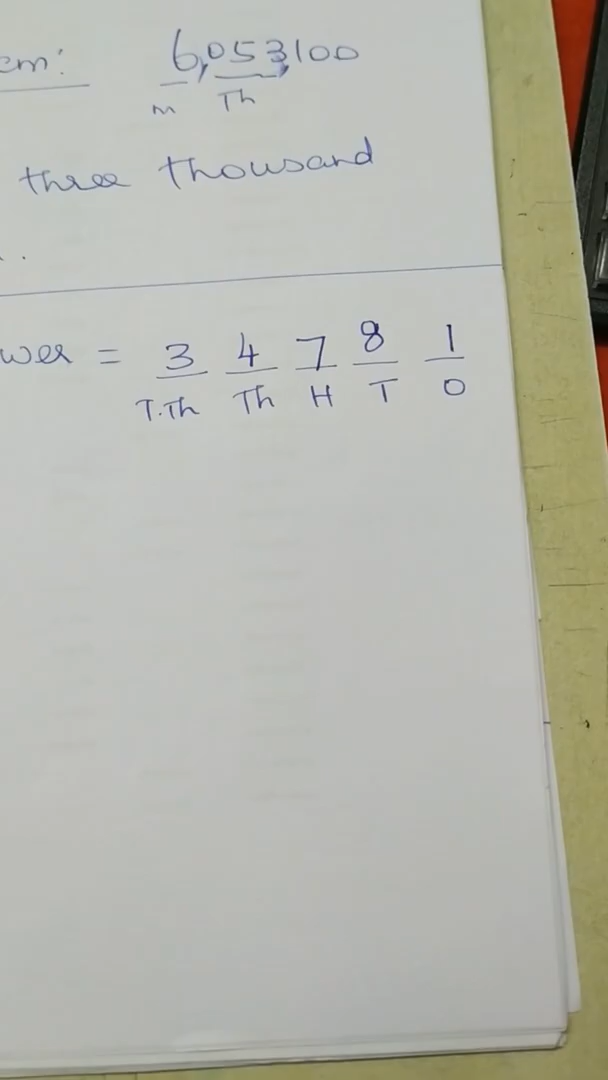 em: 6,053,100
M Th
three thousand
..
wer = 3 4 7 8 1
T.Th Th H T O